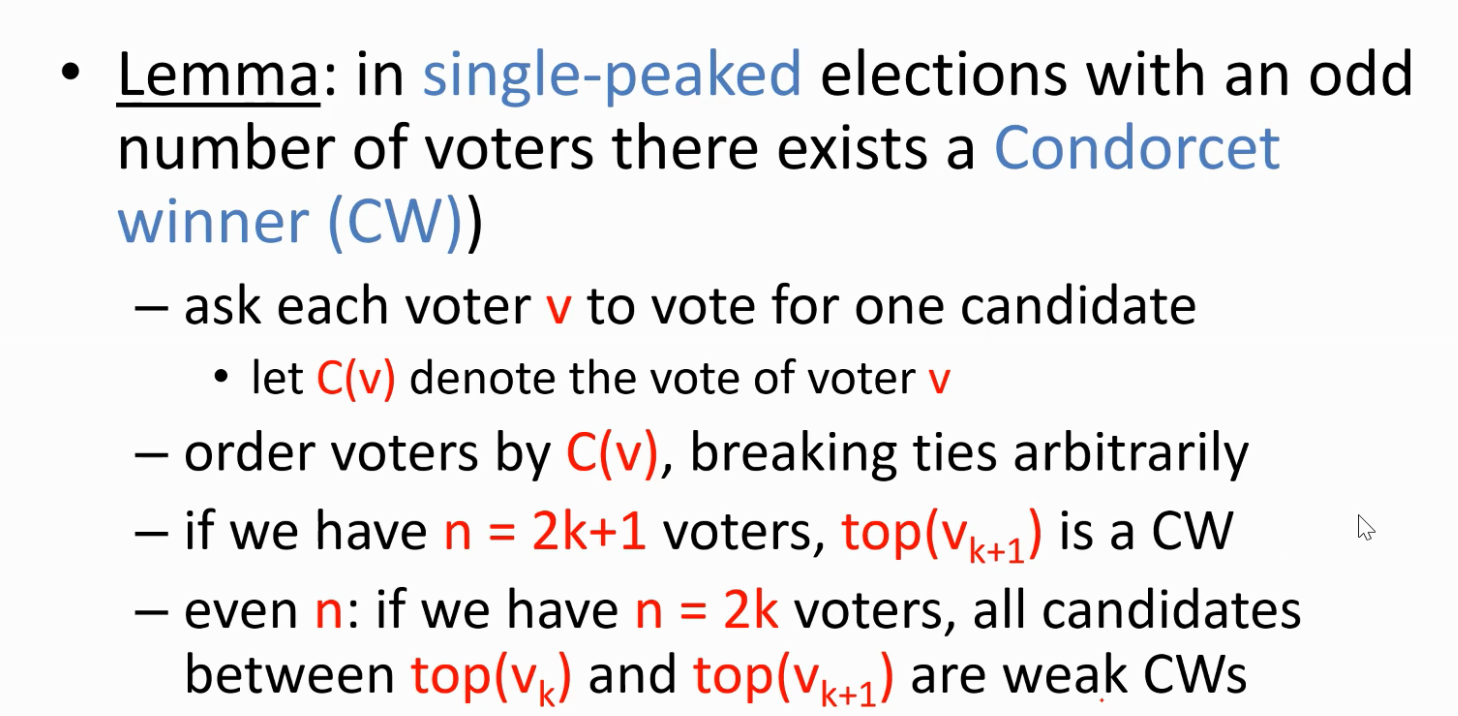 • Lemma: in single-peaked elections with an odd
number of voters there exists a Condorcet
winner (CW))
– ask each voter v to vote for one candidate
• let C(v) denote the vote of voter v
– order voters by C(v), breaking ties arbitrarily
– if we have n = 2k+1 voters, top(vₖ₊₁) is a CW
– even n: if we have n = 2k voters, all candidates
between top(vₖ) and top(vₖ₊₁) are weak CWs